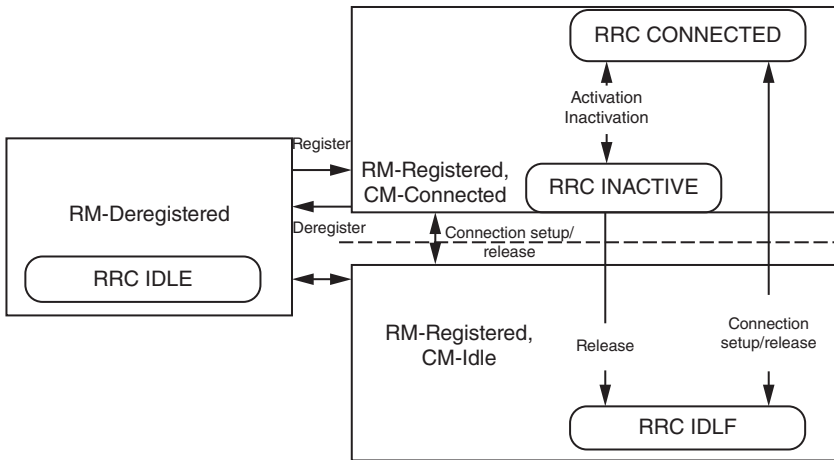 RRC CONNECTED
Activation
Inactivation
Register
RM-Registered,
CM-Connected
RRC INACTIVE
RM-Deregistered
Deregister
Connection setup/
release
RRC IDLE
RM-Registered,
CM-Idle
Release
Connection
setup/release
RRC IDLF